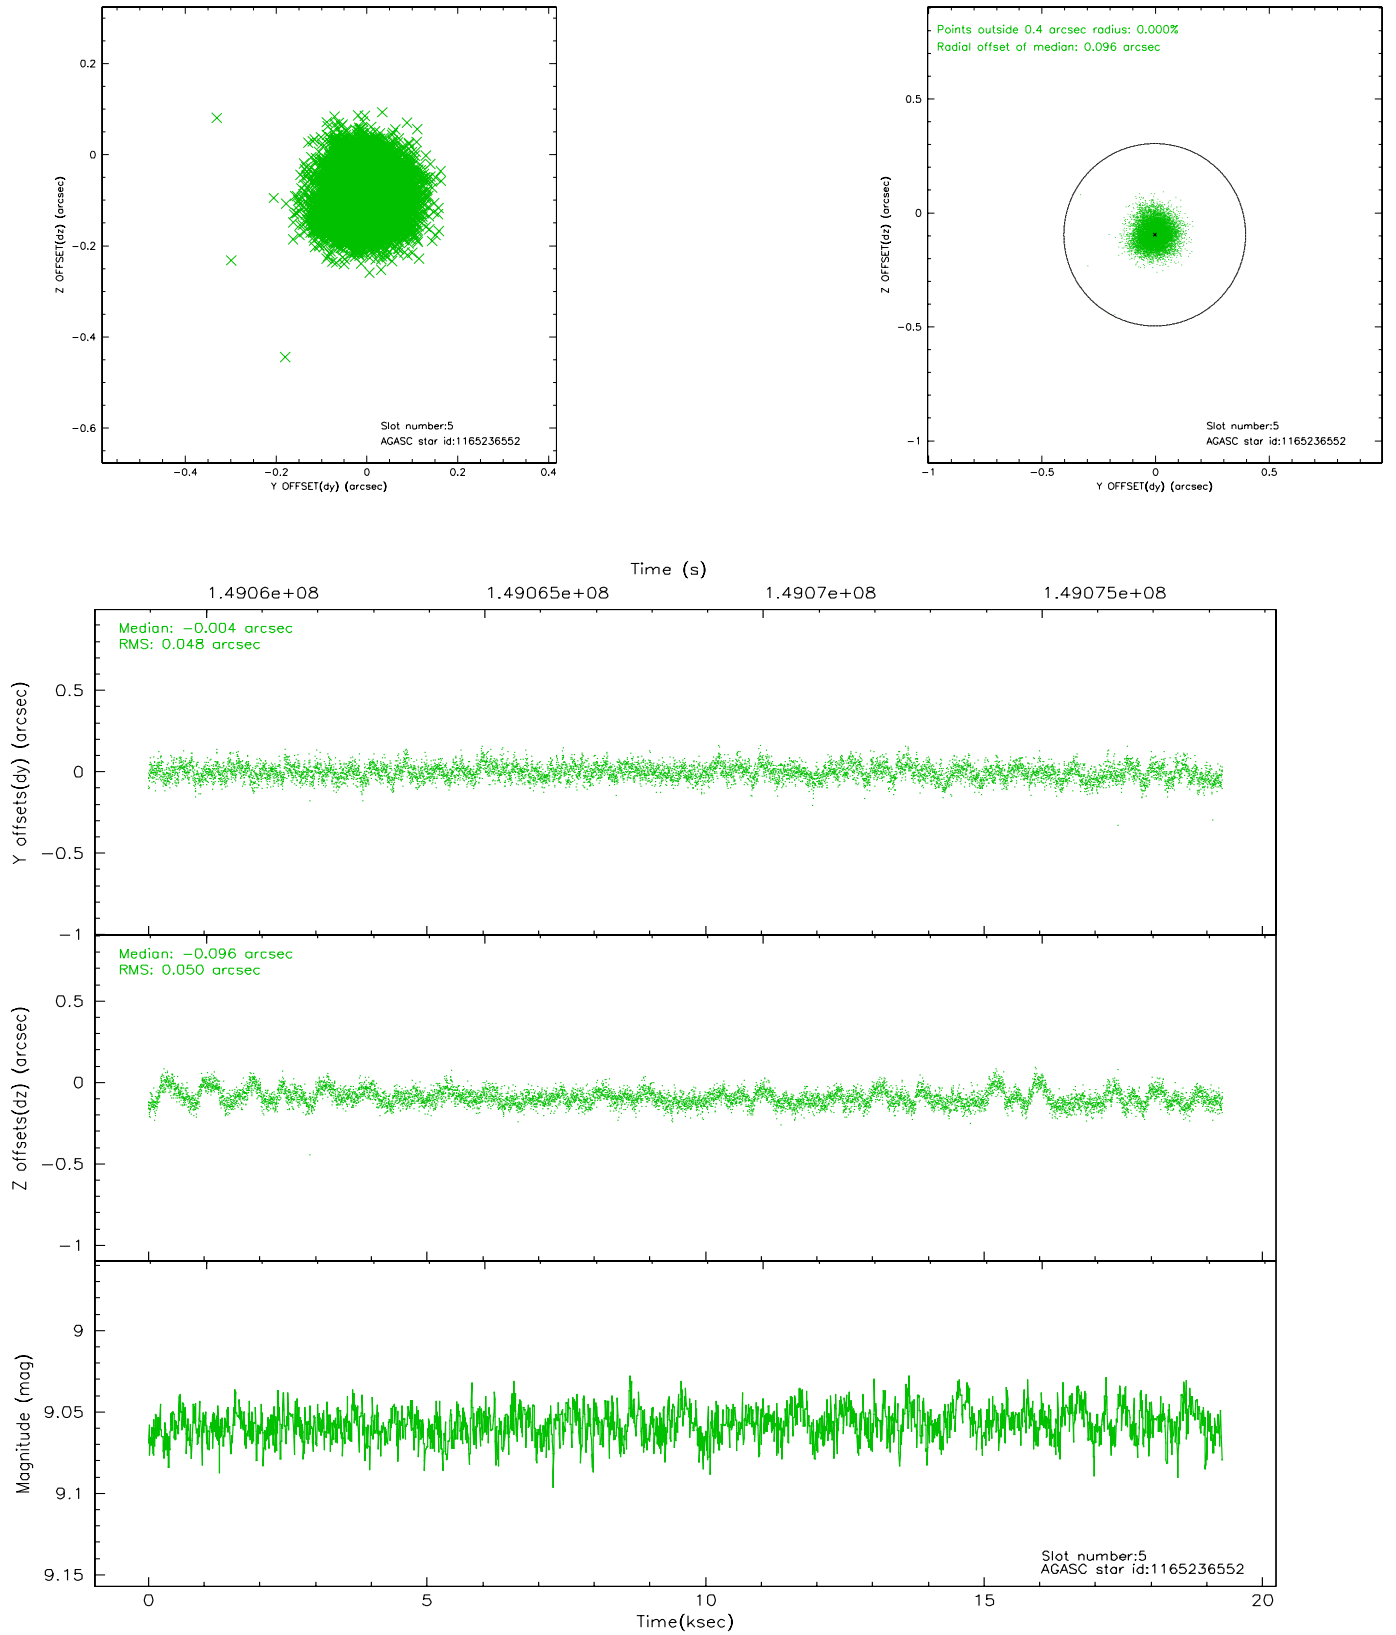 0.2
0
-0.2
-0.4
-0.6
Z OFFSET(dz) (arcsec)
Slot number:5
AGASC star id:1165236552
-0.4
-0.2
0
0.2
0.4
Y OFFSET(dy) (arcsec)
Points outside 0.4 arcsec radius: 0.000%
Radial offset of median: 0.096 arcsec
0.5
0
-0.5
-1
Z OFFSET(dz) (arcsec)
Slot number:5
AGASC star id:1165236552
-1
-0.5
0
0.5
Y OFFSET(dy) (arcsec)
Time (s)
1.4906e+08
1.49065e+08
1.4907e+08
1.49075e+08
Median: -0.004 arcsec
RMS: 0.048 arcsec
0.5
0
-0.5
-1
Y offsets(dy) (arcsec)
Median: -0.096 arcsec
RMS: 0.050 arcsec
0.5
0
-0.5
-1
Z offsets(dz) (arcsec)
9
9.05
9.1
9.15
Magnitude (mag)
Slot number:5
AGASC star id:1165236552
0
5
10
15
20
Time(ksec)